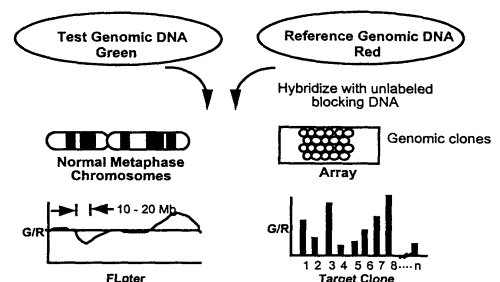 Test Genomic DNA
Green
Reference Genomic DNA
Red
Hybridize with unlabeled
blocking DNA
Normal Metaphase
Chromosomes
Genomic clones
Array
10 - 20 Mb
G/R
FLpter
G/R
1 2 3 4 5 6 7 8.... n
Target Clone